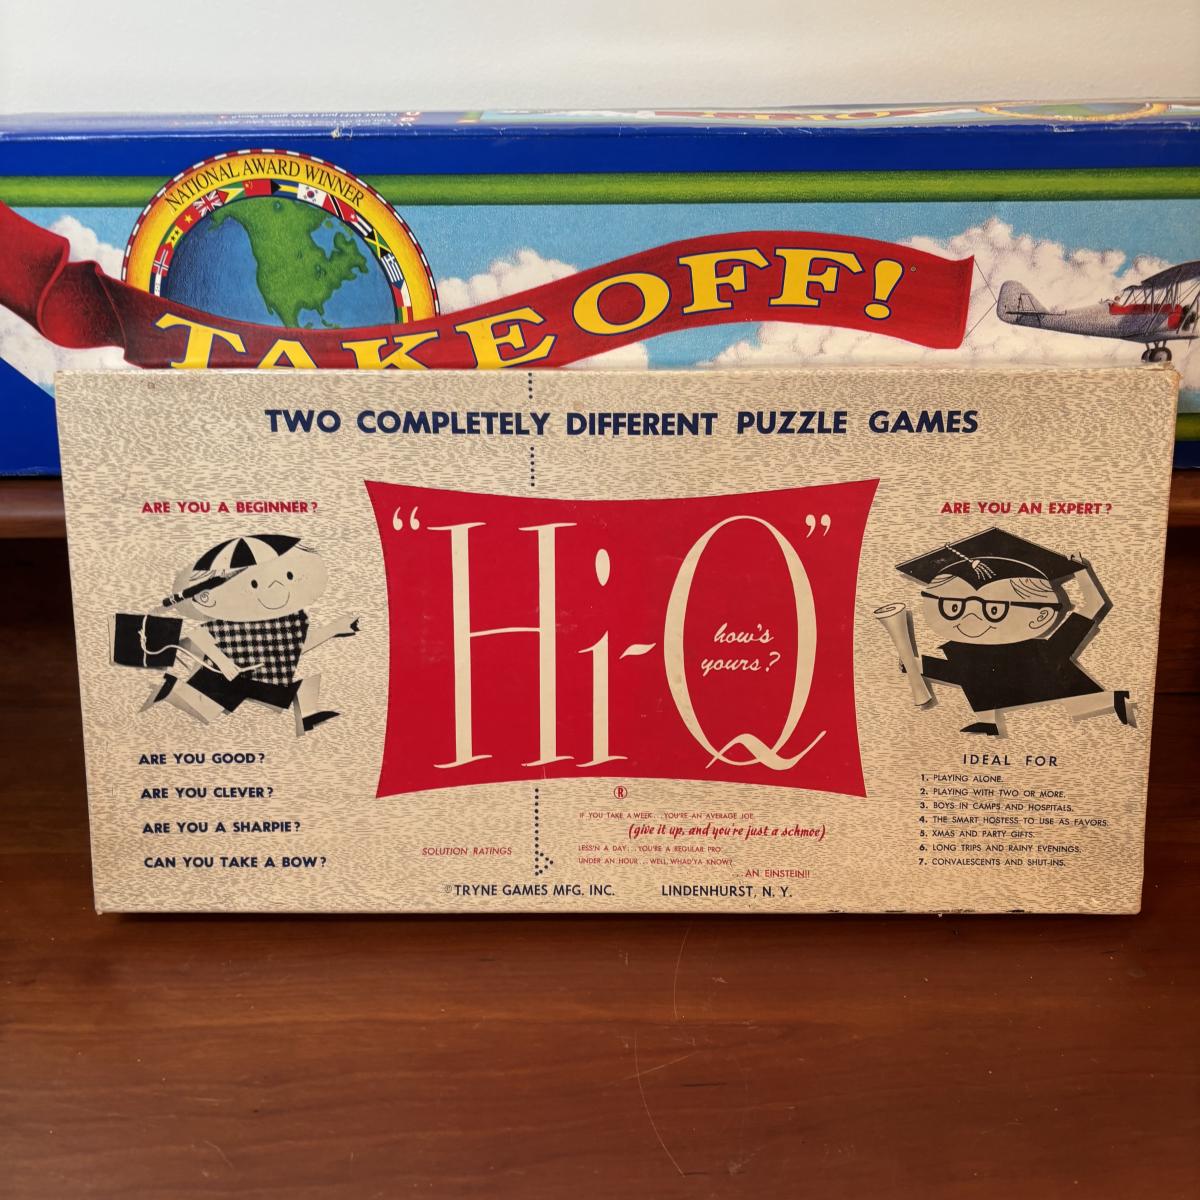 NATIONAL AWARD WINNER
TAKE OFF!
TWO COMPLETELY DIFFERENT PUZZLE GAMES
ARE YOU A BEGINNER?
"Hi-Q"
how's
yours?
®
ARE YOU AN EXPERT?
ARE YOU GOOD?
ARE YOU CLEVER?
ARE YOU A SHARPIE?
CAN YOU TAKE A BOW?
SOLUTION RATINGS
IF YOU TAKE A WEEK...YOU'RE AN AVERAGE JOE
(give it up, and you're just a schmoe)
LESS'N A DAY...YOU'RE A REGULAR PRO
UNDER AN HOUR...WELL, WHAD'YA KNOW?
...AN EINSTEIN!!
IDEAL FOR
1. PLAYING ALONE.
2. PLAYING WITH TWO OR MORE.
3. BOYS IN CAMPS AND HOSPITALS.
4. THE SMART HOSTESS TO USE AS FAVORS.
5. XMAS AND PARTY GIFTS.
6. LONG TRIPS AND RAINY EVENINGS.
7. CONVALESCENTS AND SHUT-INS.
© TRYNE GAMES MFG. INC. LINDENHURST, N. Y.